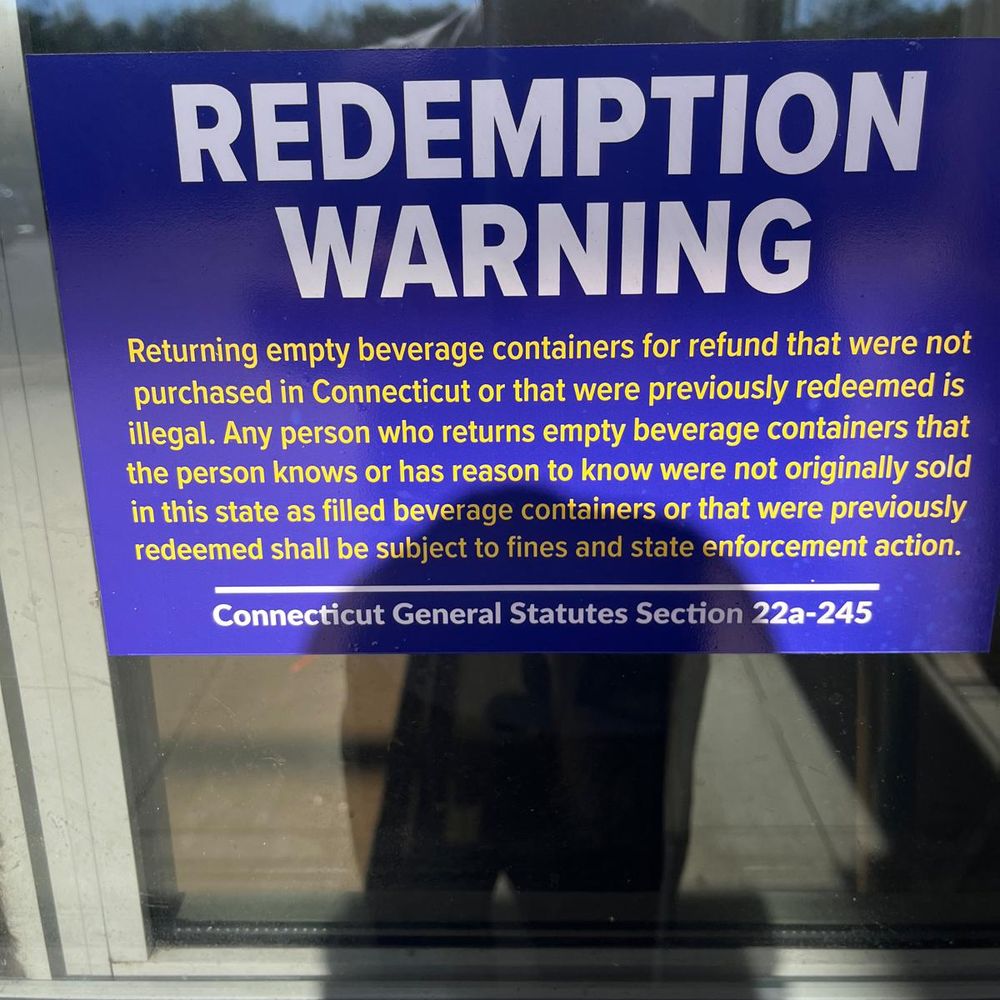 REDEMPTION
WARNING
Returning empty beverage containers for refund that were not
purchased in Connecticut or that were previously redeemed is
illegal. Any person who returns empty beverage containers that
the person knows or has reason to know were not originally sold
in this state as filled beverage containers or that were previously
redeemed shall be subject to fines and state enforcement action.
Connecticut General Statutes Section 22a-245